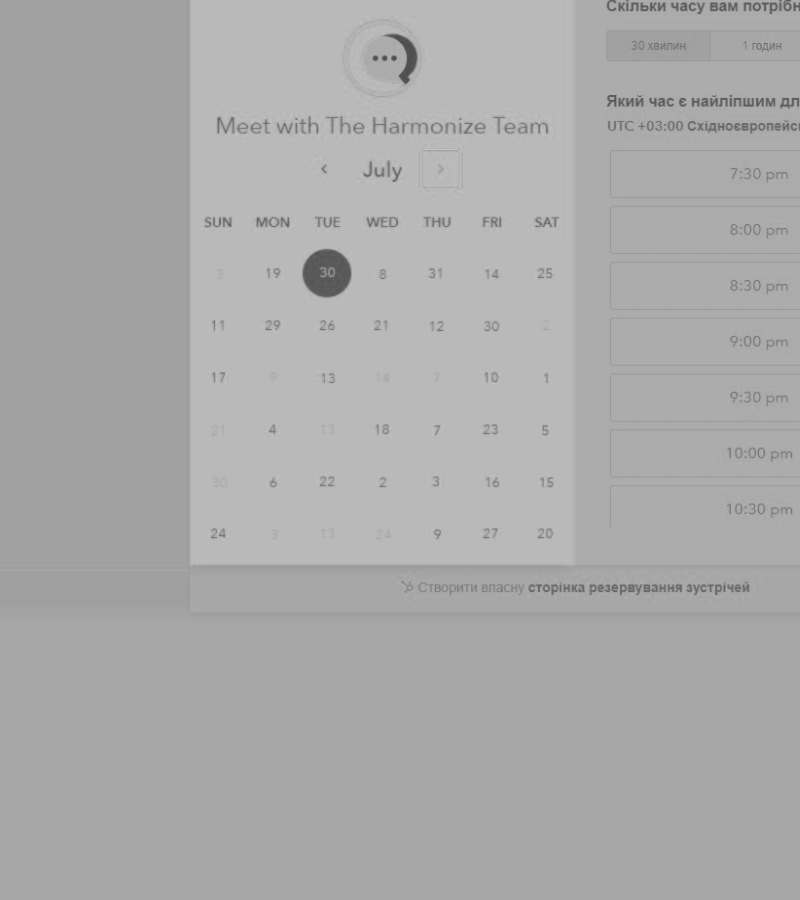 Meet with The Harmonize Team
July
SUN MON TUE WED THU FRI SAT
3 19 30 8 31 14 25
11 29 26 21 12 30 2
17 9 13 14 7 10 1
21 4 13 18 7 23 5
30 6 22 2 3 16 15
24 3 13 24 9 27 20
Скільки часу вам
30 хвилин 1 годин
Який час є найліпшим
UTC +03:00
7:30 pm
8:00 pm
8:30 pm
9:00 pm
9:30 pm
10:00 pm
10:30 pm
Створити власну сторінка резервування зустрічей